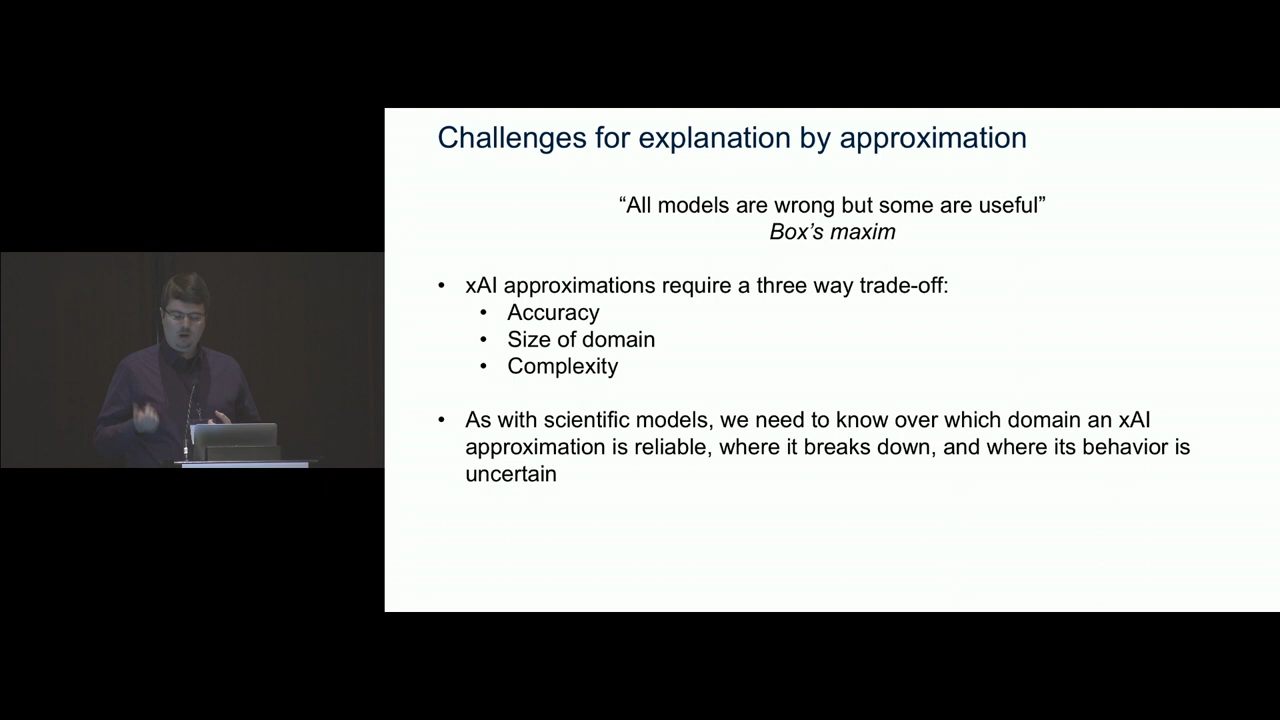 Challenges for explanation by approximation
“All models are wrong but some are useful”
Box’s maxim
• xAI approximations require a three way trade-off:
• Accuracy
• Size of domain
• Complexity
• As with scientific models, we need to know over which domain an xAI
approximation is reliable, where it breaks down, and where its behavior is
uncertain